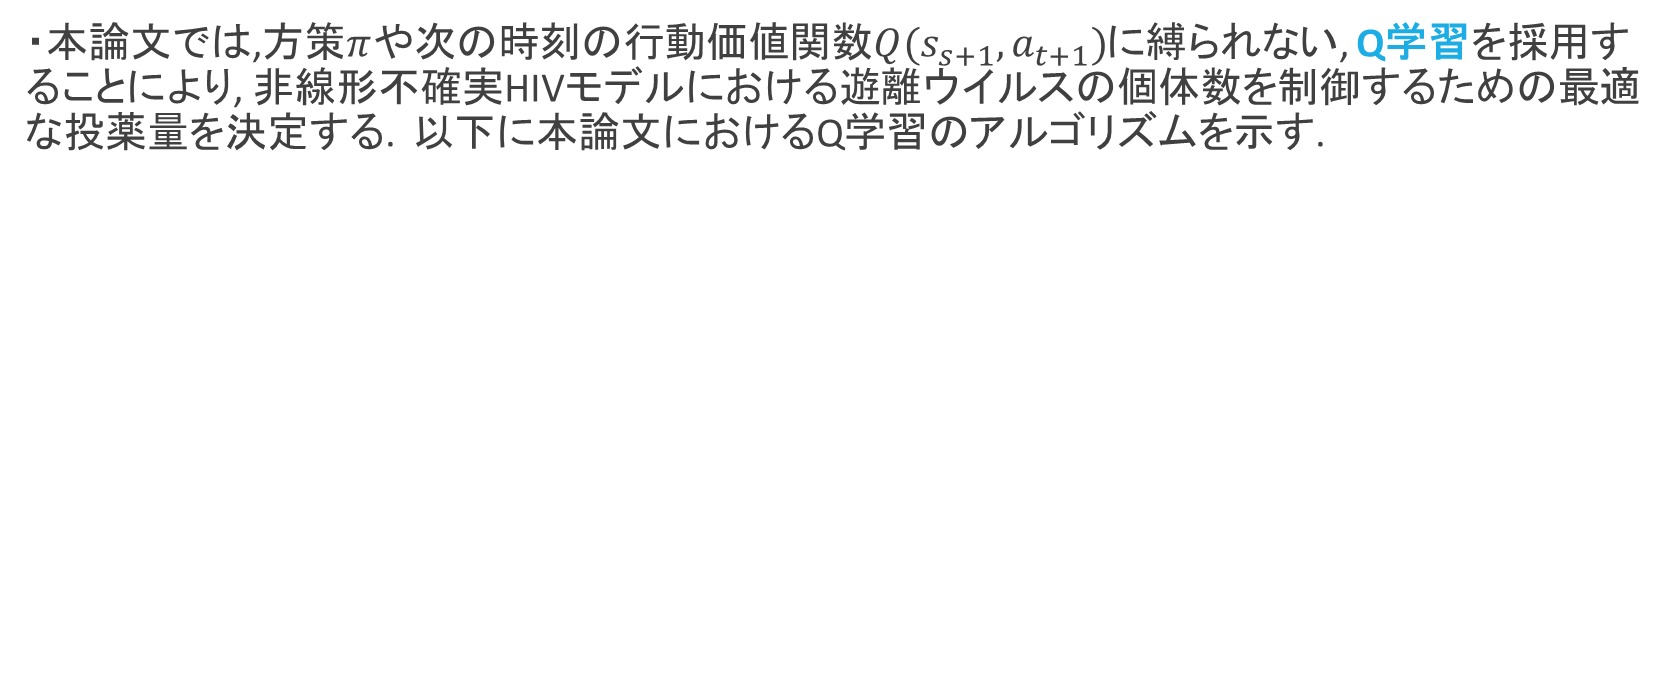 ・本論文では,方策πや次の時刻の行動価値関数Q(s_{s+1}, a_{t+1})に縛られない, Q学習を採用す
ることにより, 非線形不確実HIVモデルにおける遊離ウイルスの個体数を制御するための最適
な投薬量を決定する. 以下に本論文におけるQ学習のアルゴリズムを示す.